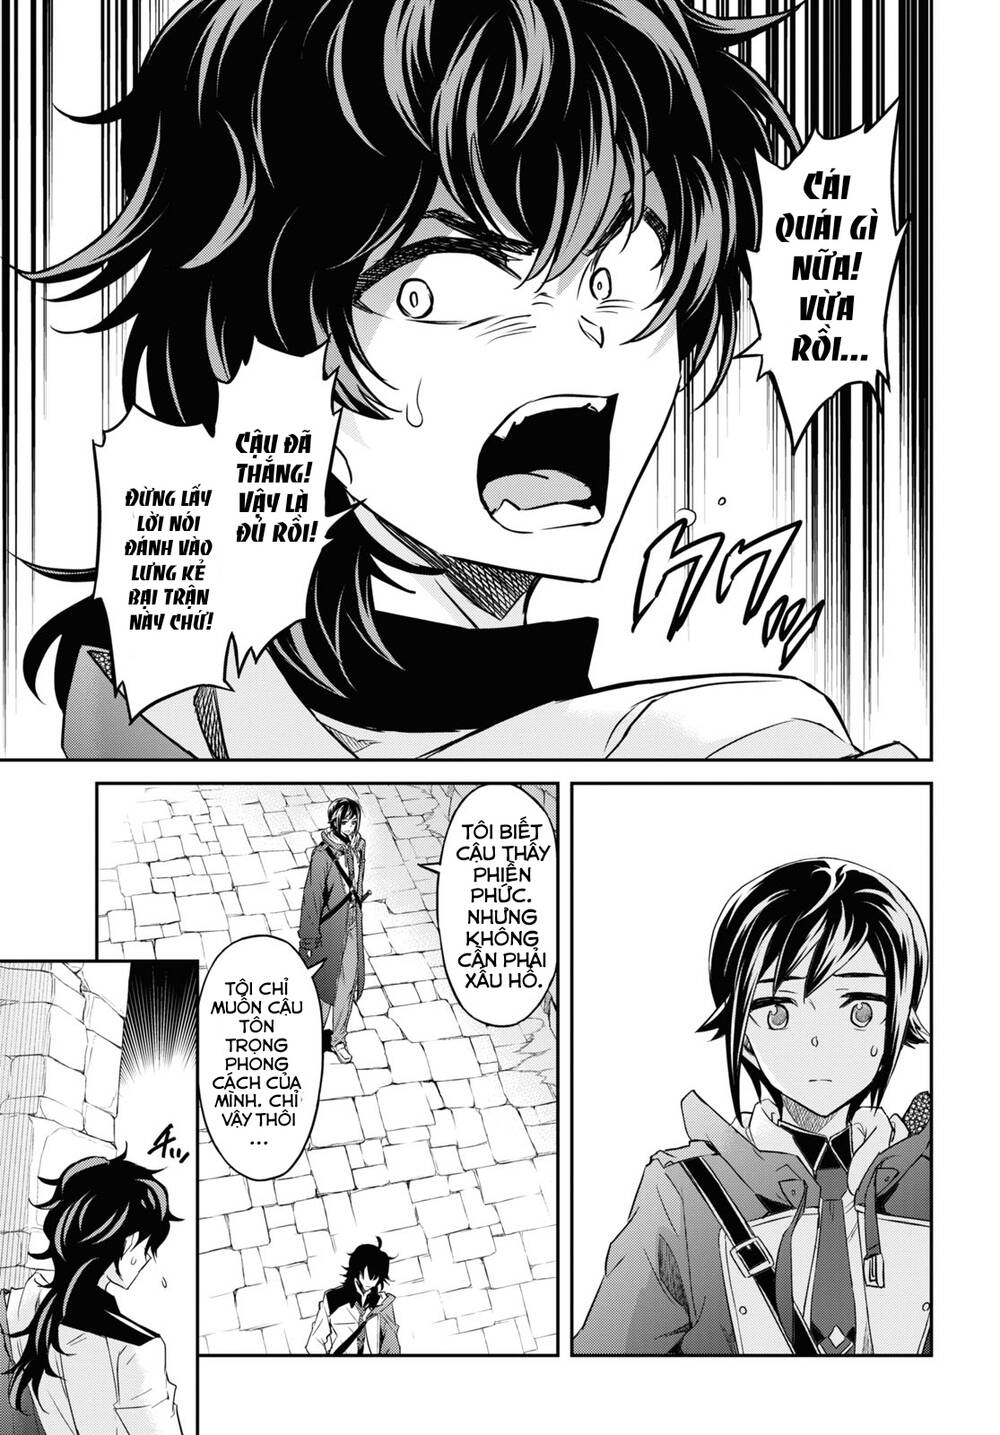 CÁI
QUÁI GÌ
NỮA!
VỪA
RỒI...
CẬU ĐÃ
THẮNG!
VẬY LÀ
ĐỦ RỒI!
ĐỪNG LẤY
LỜI NÓI
ĐÁNH VÀO
LƯNG KẺ
BẠI TRẬN
NÀY CHỨ!
TÔI BIẾT
CẬU THẤY
PHIỀN
PHỨC.
NHƯNG
KHÔNG
CẦN PHẢI
XẤU HỔ.
TÔI CHỈ
MUỐN CẬU
TÔN
TRỌNG
PHONG
CÁCH CỦA
MÌNH. CHỈ
VẬY THÔI
...